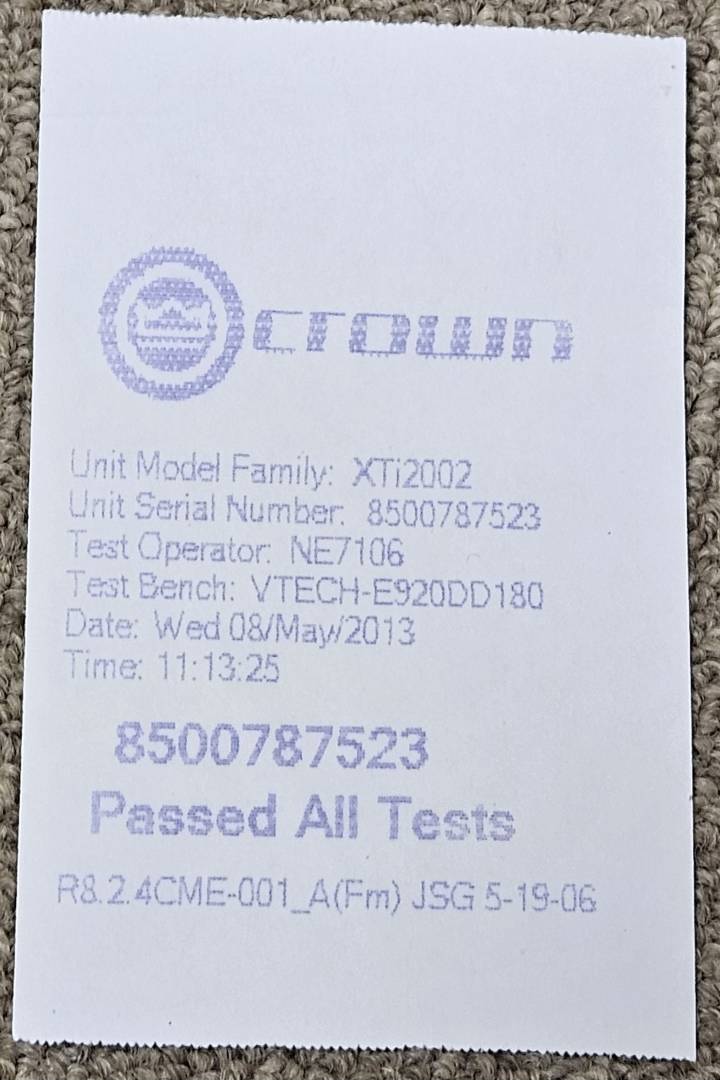 crown
Unit Model Family: XTi2002
Unit Serial Number: 8500787523
Test Operator: NE7106
Test Bench: VTECH-E920DD180
Date: Wed 08/May/2013
Time: 11:13:25
8500787523
Passed All Tests
R8.2.4CME-001_A(Fm) JSG 5-19-06